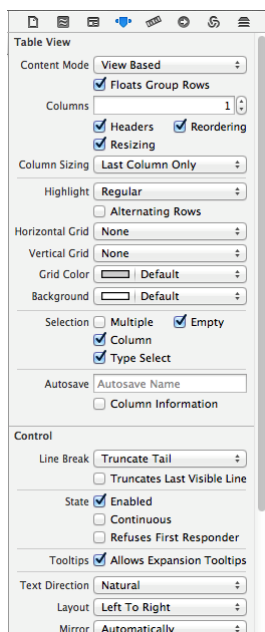 Table View
Content Mode View Based
Floats Group Rows
Columns 1
Headers Reordering
Resizing
Column Sizing Last Column Only
Highlight Regular
Alternating Rows
Horizontal Grid None
Vertical Grid None
Grid Color Default
Background Default
Selection Multiple Empty
Column
Type Select
Autosave Autosave Name
Column Information
Control
Line Break Truncate Tail
Truncates Last Visible Line
State Enabled
Continuous
Refuses First Responder
Tooltips Allows Expansion Tooltips
Text Direction Natural
Layout Left To Right
Mirror Automatically